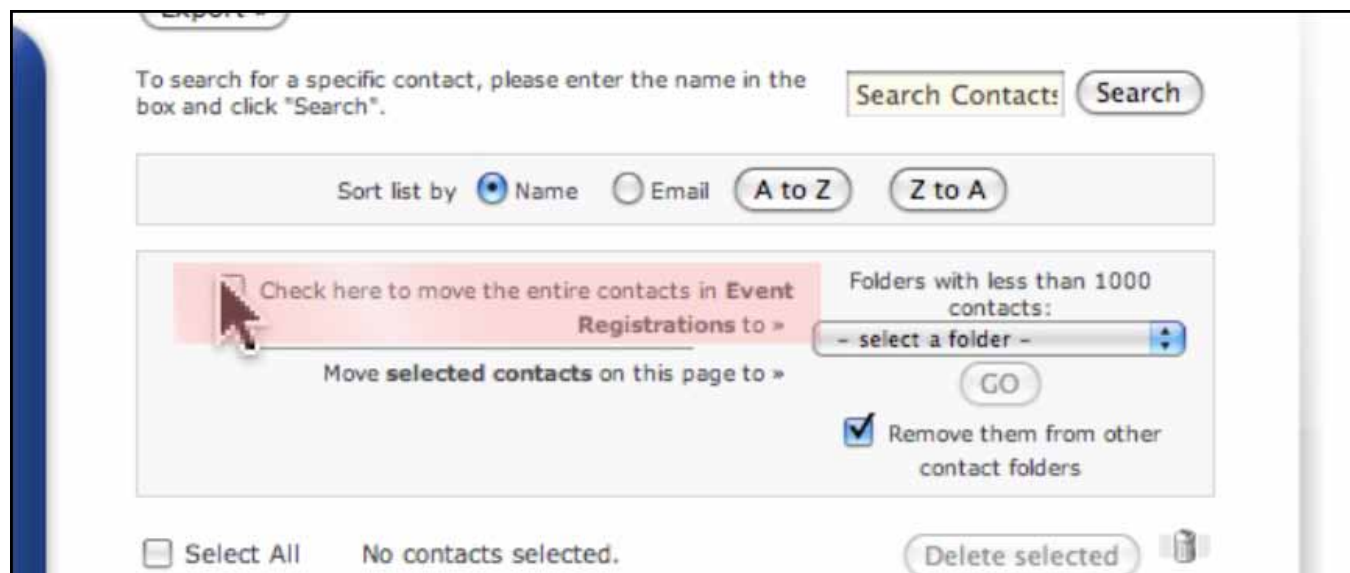 Export »
To search for a specific contact, please enter the name in the
box and click "Search".
Search Contacts
Search
Sort list by Name Email A to Z Z to A
Check here to move the entire contacts in Event
Registrations to »
Move selected contacts on this page to »
Folders with less than 1000
contacts:
- select a folder -
GO
Remove them from other
contact folders
Select All No contacts selected. Delete selected